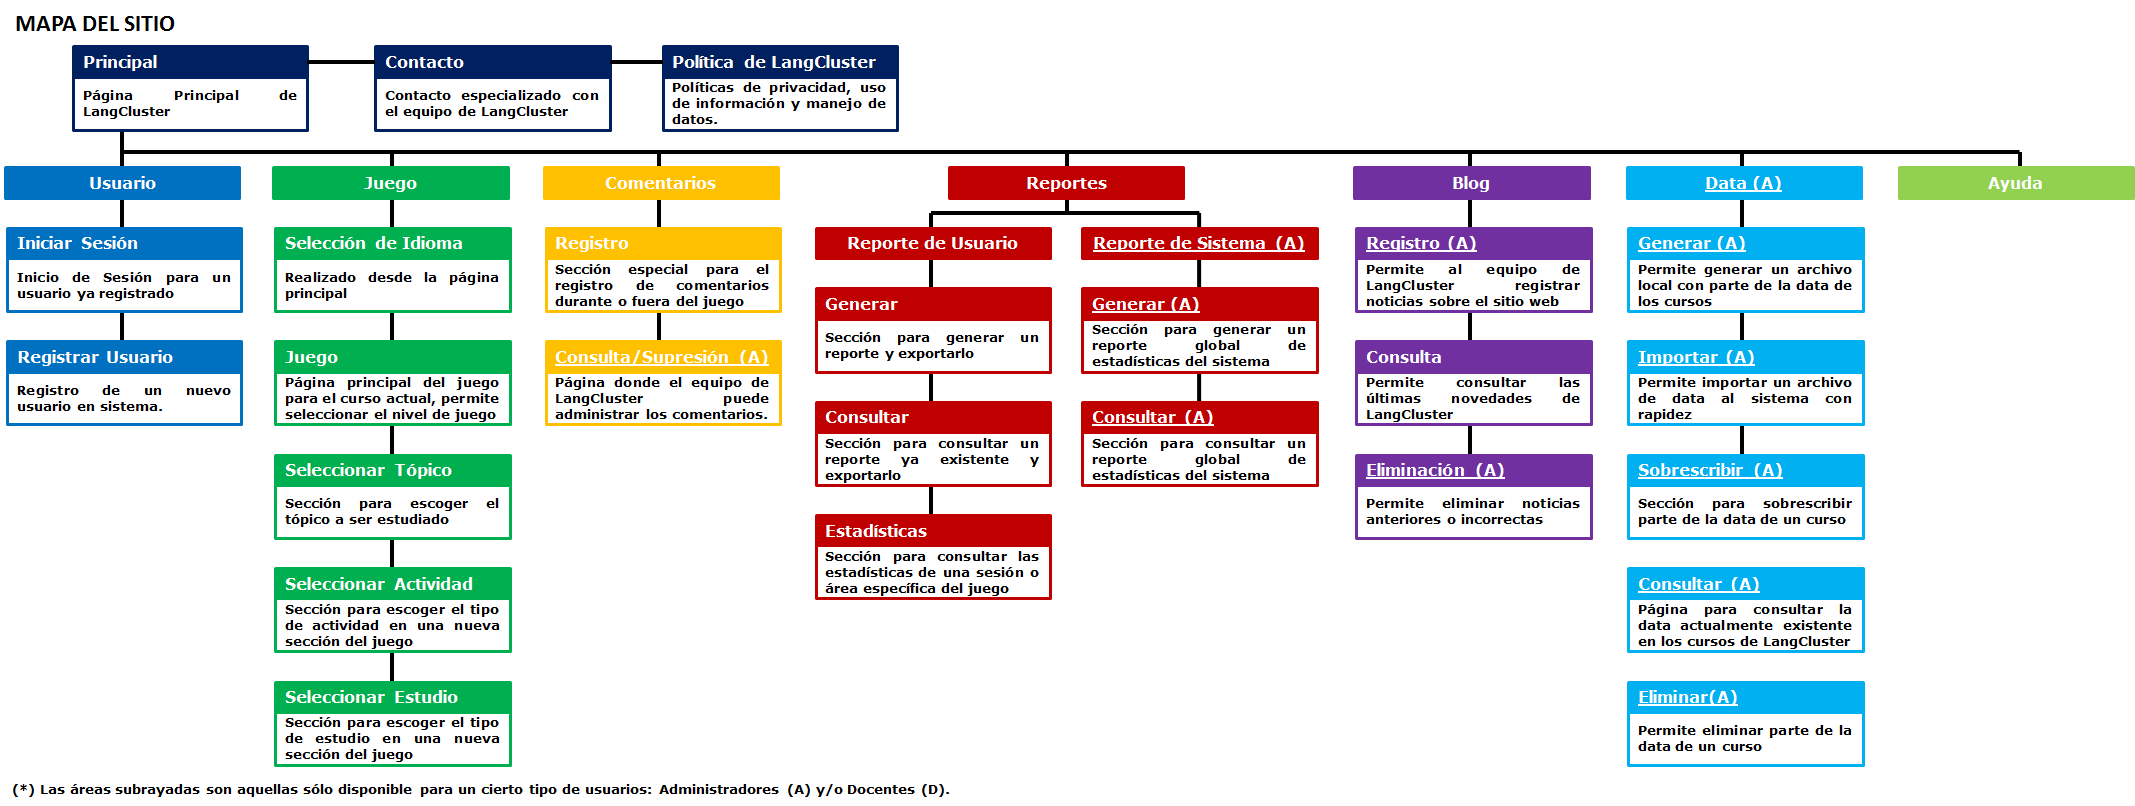 MAPA DEL SITIO
Principal
Página Principal de
LangCluster
Contacto
Contacto especializado con
el equipo de LangCluster
Política de LangCluster
Políticas de privacidad, uso
de información y manejo de
datos.
Usuario
Iniciar Sesión
Inicio de Sesión para un
usuario ya registrado
Registrar Usuario
Registro de un nuevo
usuario en sistema.
Juego
Selección de Idioma
Realizado desde la página
principal
Juego
Página principal del juego
para el curso actual, permite
seleccionar el nivel de juego
Seleccionar Tópico
Sección para escoger el
tópico a ser estudiado
Seleccionar Actividad
Sección para escoger el tipo
de actividad en una nueva
sección del juego
Seleccionar Estudio
Sección para escoger el tipo
de estudio en una nueva
sección del juego
Comentarios
Registro
Sección especial para el
registro de comentarios
durante o fuera del juego
Consulta/Supresión (A)
Página donde el equipo de
LangCluster puede
administrar los comentarios.
Reportes
Reporte de Usuario
Generar
Sección para generar un
reporte y exportarlo
Consultar
Sección para consultar un
reporte ya existente y
exportarlo
Estadísticas
Sección para consultar las
estadísticas de una sesión o
área específica del juego
Reporte de Sistema (A)
Generar (A)
Sección para generar un
reporte global de
estadísticas del sistema
Consultar (A)
Sección para consultar un
reporte global de
estadísticas del sistema
Blog
Registro (A)
Permite al equipo de
LangCluster registrar
noticias sobre el sitio web
Consulta
Permite consultar las
últimas novedades de
LangCluster
Eliminación (A)
Permite eliminar noticias
anteriores o incorrectas
Data (A)
Generar (A)
Permite generar un archivo
local con parte de la data de
los cursos
Importar (A)
Permite importar un archivo
de data al sistema con
rapidez
Sobrescribir (A)
Sección para sobrescribir
parte de la data de un curso
Consultar (A)
Página para consultar la
data actualmente existente
en los cursos de LangCluster
Eliminar(A)
Permite eliminar parte de la
data de un curso
Ayuda
(*) Las áreas subrayadas son aquellas sólo disponible para un cierto tipo de usuarios: Administradores (A) y/o Docentes (D).